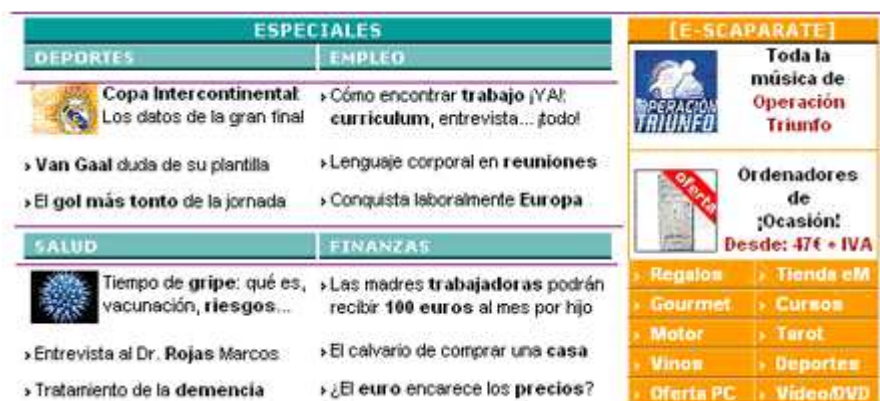 ESPECIALES
DEPORTES
Copa Intercontinental:
Los datos de la gran final
› Van Gaal duda de su plantilla
› El gol más tonto de la jornada
EMPLEO
› Cómo encontrar trabajo ¡YA!:
curriculum, entrevista... ¡todo!
› Lenguaje corporal en reuniones
› Conquista laboralmente Europa
SALUD
Tiempo de gripe: qué es,
vacunación, riesgos...
› Entrevista al Dr. Rojas Marcos
› Tratamiento de la demencia
FINANZAS
› Las madres trabajadoras podrán
recibir 100 euros al mes por hijo
› El calvario de comprar una casa
› ¿El euro encarece los precios?
[E-SCAPARATE]
OPERACIÓN
TRIUNFO
Toda la
música de
Operación
Triunfo
oferta
Ordenadores
de
¡Ocasión!
Desde: 47€ + IVA
› Regalos › Tienda eM
› Gourmet › Cursos
› Motor › Tarot
› Vinos › Deportes
› Oferta PC › Vídeo/DVD